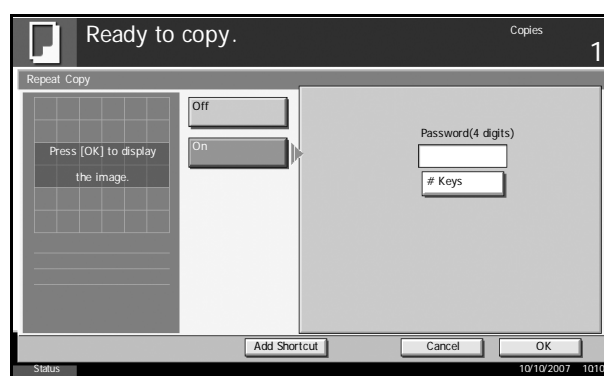 Ready to copy.
Copies
1
Repeat Copy
Press [OK] to display
the image.
Off
On
Password(4 digits)
# Keys
Add Shortcut
Cancel
OK
Status
10/10/2007 1010